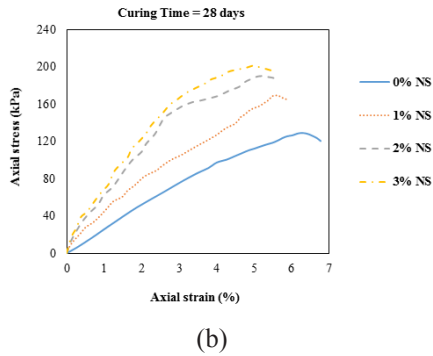 Curing Time = 28 days
Axial stress (kPa)
240
200
160
120
80
40
0
0 1 2 3 4 5 6 7
Axial strain (%)
0% NS
1% NS
2% NS
3% NS
(b)